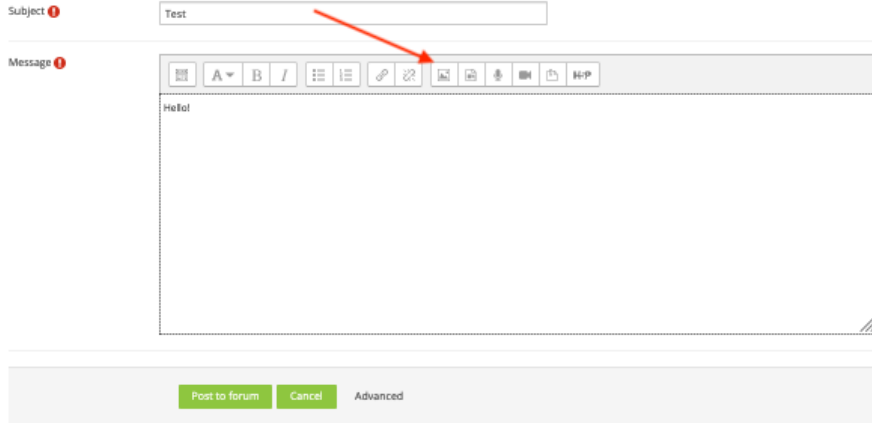 Subject
Test
Message
A B I
H-P
Hello!
Post to forum Cancel Advanced